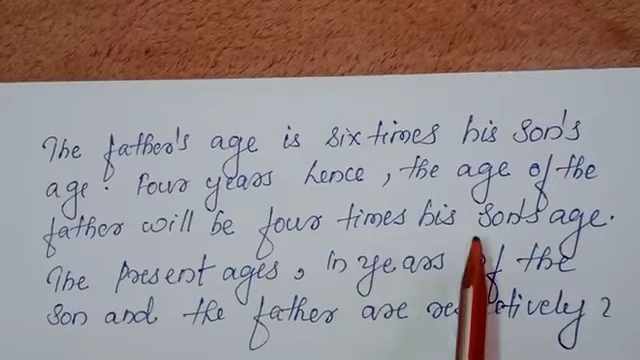 The father's age is six times his son's
age. Four years hence, the age of the
father will be four times his son's age.
The Present ages, in years of the
son and the father are